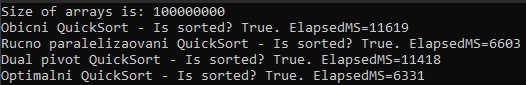 Size of arrays is: 100000000
Obicni QuickSort - Is sorted? True. ElapsedMS=11619
Rucno paralelizaovani QuickSort - Is sorted? True. ElapsedMS=6603
Dual pivot QuickSort - Is sorted? True. ElapsedMS=11418
Optimalni QuickSort - Is sorted? True. ElapsedMS=6331